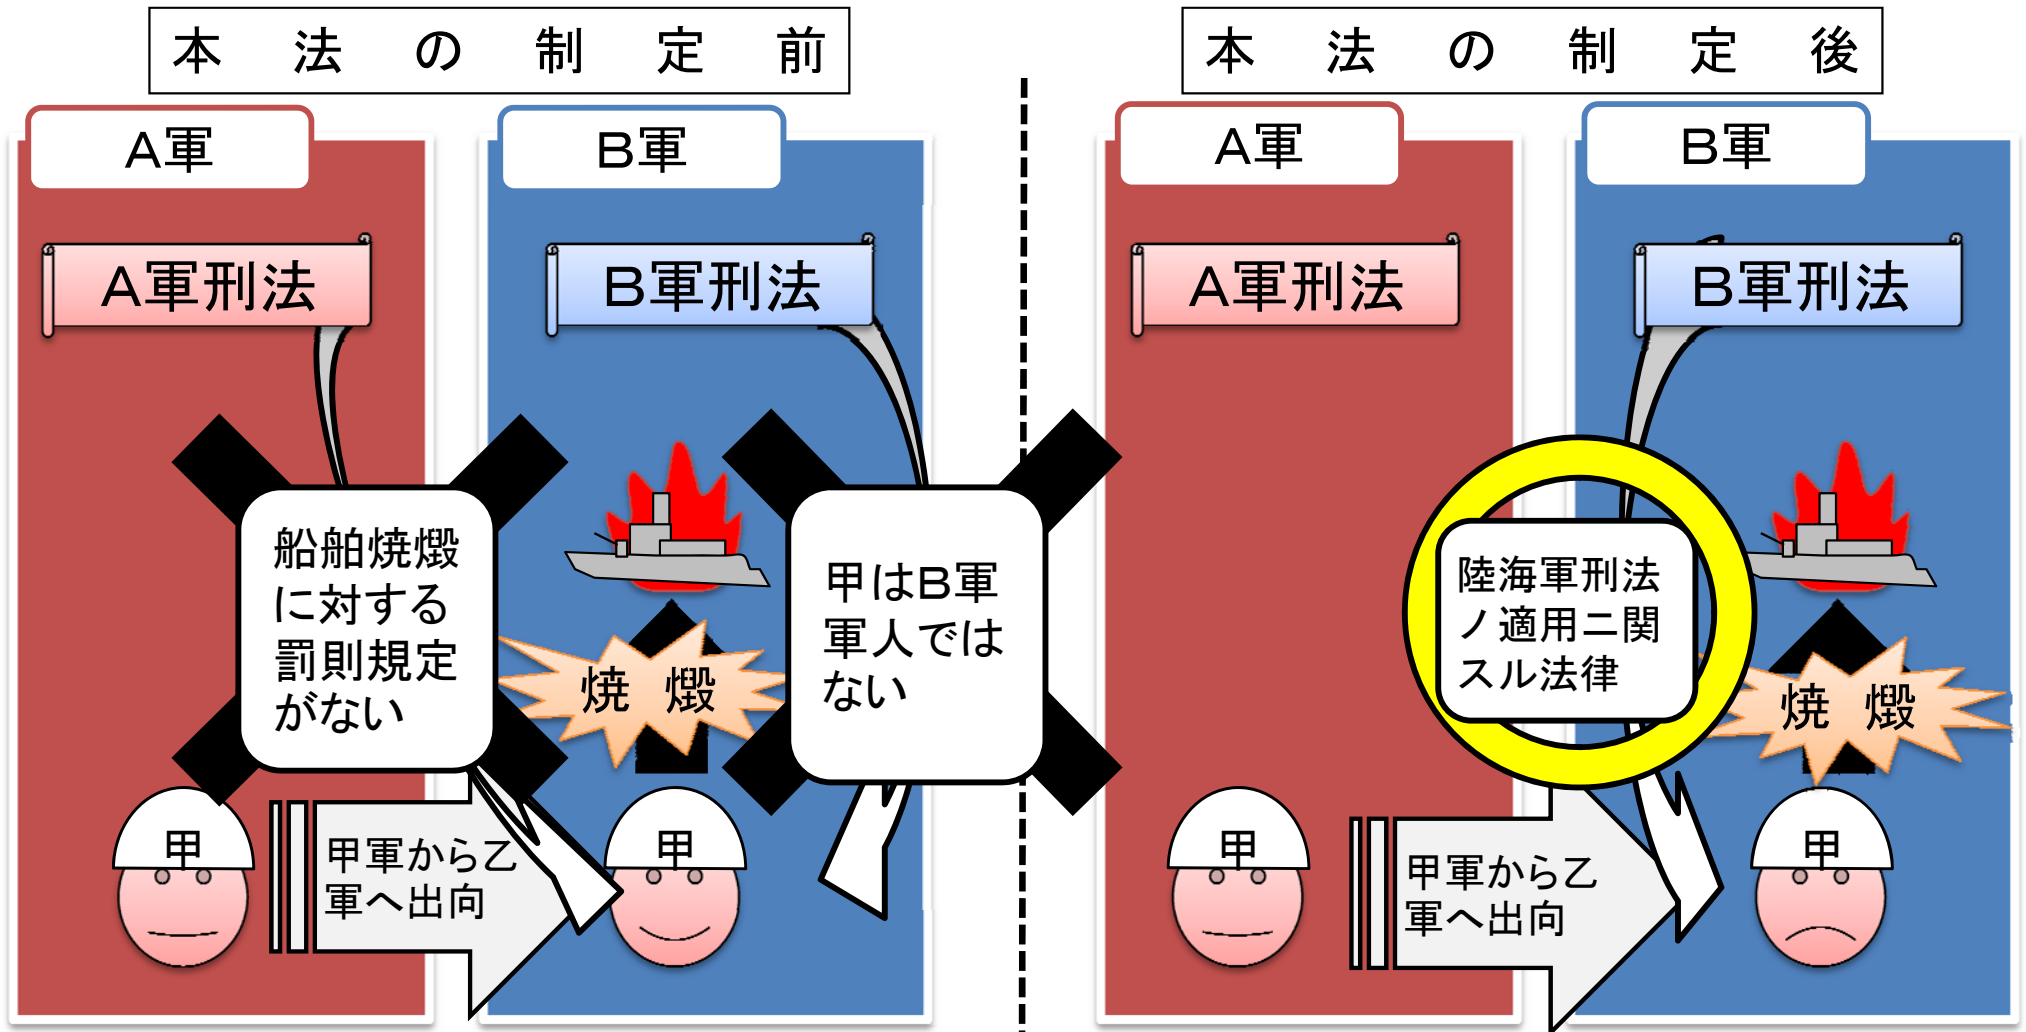 本法の制定前
A軍
B軍
A軍刑法
B軍刑法
船舶焼燬
に対する
罰則規定
がない
焼燬
甲はB軍
軍人では
ない
甲
甲軍から乙
軍へ出向
甲
本法の制定後
A軍
B軍
A軍刑法
B軍刑法
陸海軍刑法
ノ適用ニ関
スル法律
焼燬
甲
甲軍から乙
軍へ出向
甲